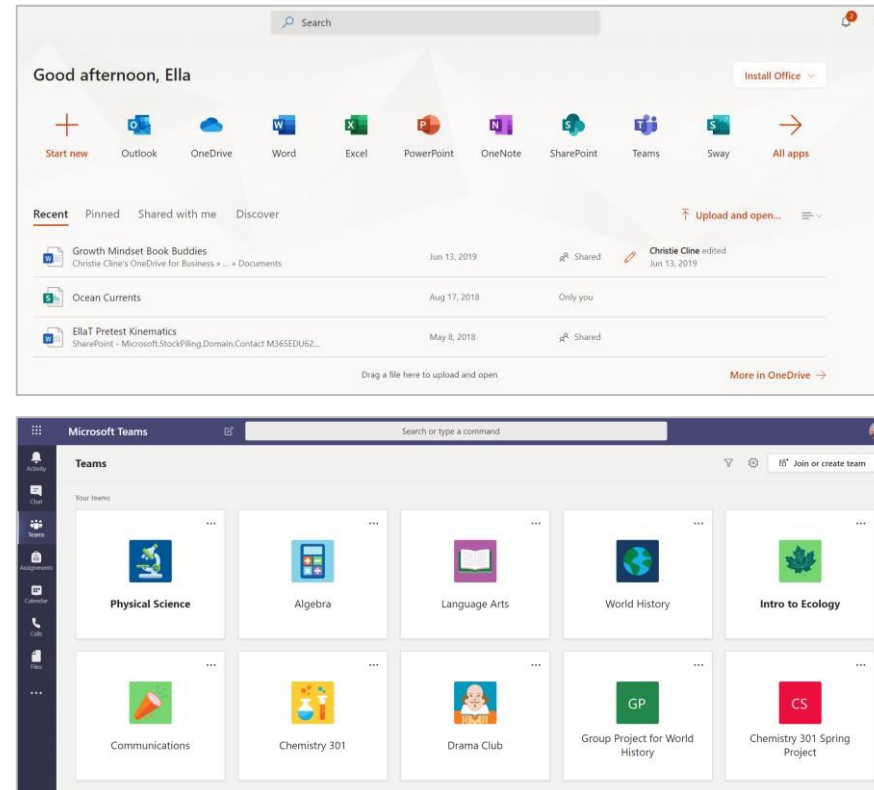 Search
2
Good afternoon, Ella
Install Office
Start new
Outlook
OneDrive
Word
Excel
PowerPoint
OneNote
SharePoint
Teams
Sway
All apps
Recent Pinned Shared with me Discover
Upload and open...
Growth Mindset Book Buddies
Christie Cline's OneDrive for Business » ... » Documents
Jun 13, 2019
Shared
Christie Cline edited
Jun 13, 2019
Ocean Currents
Aug 17, 2018
Only you
EllaT Pretest Kinematics
SharePoint - Microsoft.StockPiling.Domain.Contact M365EDU62...
May 8, 2018
Shared
Drag a file here to upload and open
More in OneDrive
Microsoft Teams
Search or type a command
Activity
Chat
Teams
Assignments
Calendar
Calls
Files
Teams
Join or create team
Your teams
Physical Science
Algebra
Language Arts
World History
Intro to Ecology
Communications
Chemistry 301
Drama Club
GP
Group Project for World
History
CS
Chemistry 301 Spring
Project